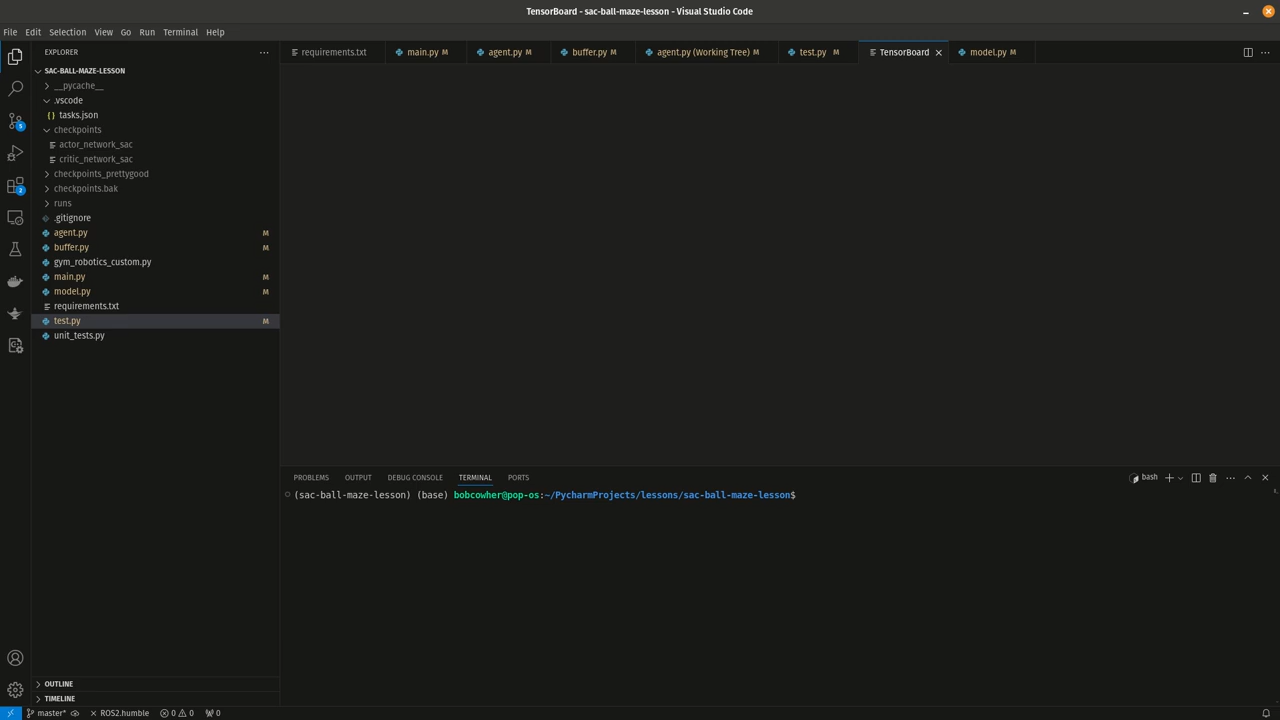 TensorBoard - sac-ball-maze-lesson - Visual Studio Code
File Edit Selection View Go Run Terminal Help
EXPLORER
requirements.txt
main.py M
agent.py M
buffer.py M
agent.py (Working Tree) M
test.py M
TensorBoard
model.py M
SAC-BALL-MAZE-LESSON
__pycache__
.vscode
tasks.json
checkpoints
actor_network_sac
critic_network_sac
checkpoints_prettygood
checkpoints.bak
runs
.gitignore
agent.py M
buffer.py M
gym_robotics_custom.py
main.py M
model.py M
requirements.txt
test.py M
unit_tests.py
5
2
PROBLEMS OUTPUT DEBUG CONSOLE TERMINAL PORTS
bash
(sac-ball-maze-lesson) (base) bobcowher@pop-os:~/PycharmProjects/lessons/sac-ball-maze-lesson$
OUTLINE
TIMELINE
master* ROS2.humble 0 0 0